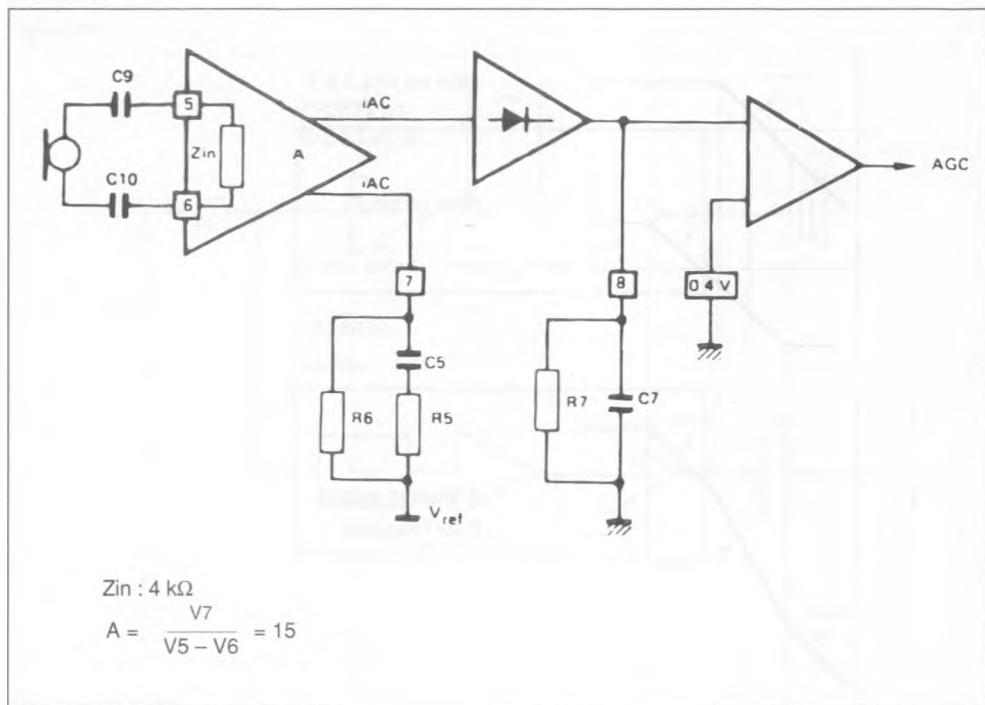 C9
5
iAC
Zin
A
AGC
C10
iAC
6
7
8
0 4 V
C5
R6
R5
R7
C7
Vref
Zin : 4 kΩ
A = V7 / V5 – V6 = 15